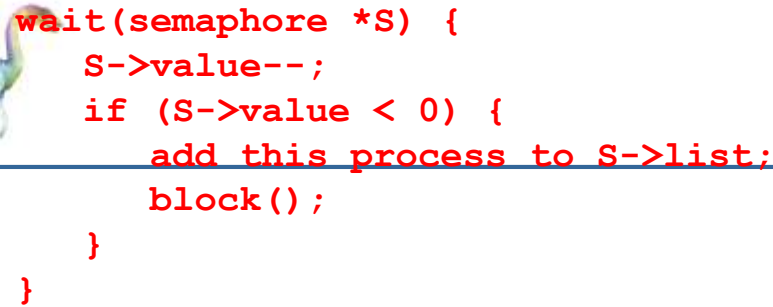 wait(semaphore *S) {
   S->value--;
   if (S->value < 0) {
      add this process to S->list;
      block();
   }
}